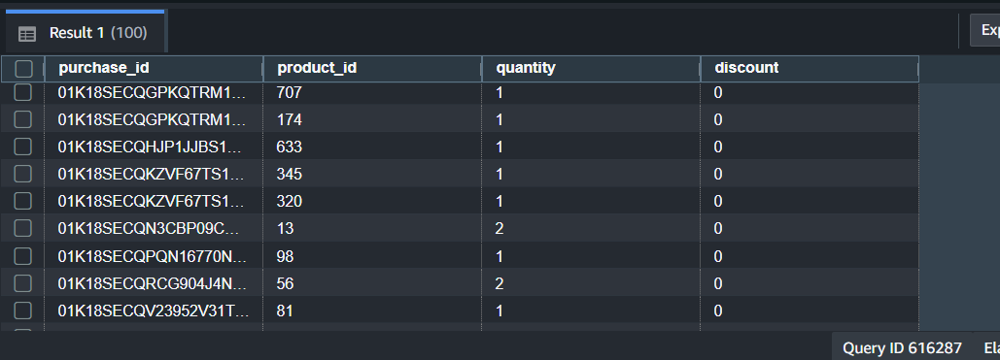 Result 1 (100)
Exp
purchase_id product_id quantity discount
01K18SECQGPKQTRM1... 707 1 0
01K18SECQGPKQTRM1... 174 1 0
01K18SECQHJP1JJBS1... 633 1 0
01K18SECQKZVF67TS1... 345 1 0
01K18SECQKZVF67TS1... 320 1 0
01K18SECQN3CBP09C... 13 2 0
01K18SECQPQN16770N... 98 1 0
01K18SECQRCG904J4N... 56 2 0
01K18SECQV23952V31T... 81 1 0
Query ID 616287 Ela